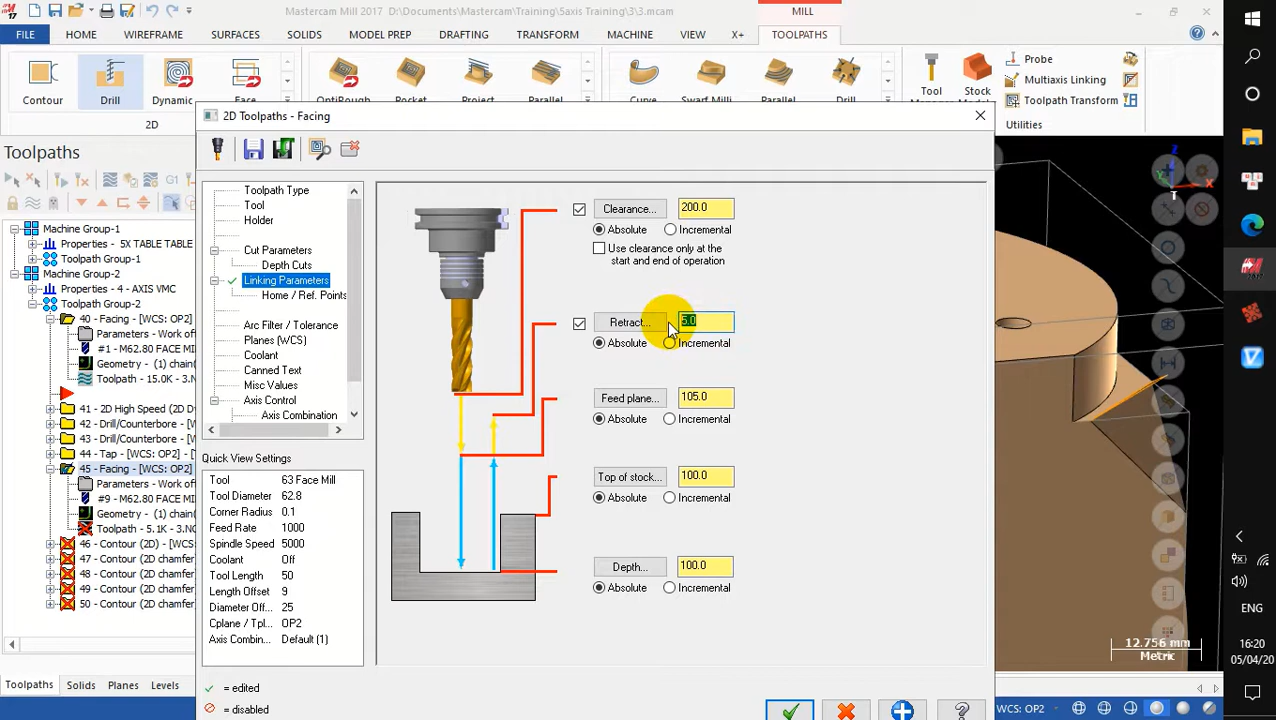 Mastercam Mill 2017 D:\Documents\Mastercam\Training\5axis Training\3\3.mcam
MILL
17
FILE HOME WIREFRAME SURFACES SOLIDS MODEL PREP DRAFTING TRANSFORM MACHINE VIEW X+ TOOLPATHS
Contour Drill Dynamic Face OptiRough Pocket Project Parallel Curve Swarf Mill Parallel Drill Tool Stock
Probe
Multiaxis Linking
Toolpath Transform
2D Utilities
Toolpaths
2D Toolpaths - Facing
Machine Group-1
Properties - 5X TABLE TABLE
Toolpath Group-1
Machine Group-2
Properties - 4 - AXIS VMC
Toolpath Group-2
40 - Facing - [WCS: OP2]
Parameters - Work
#1 - M62.80 FACE M
Geometry - (1) chain(
Toolpath - 15.0K - 3.N
41 - 2D High Speed (2D D
42 - Drill/Counterbore - [
43 - Drill/Counterbore - [
44 - Tap - [WCS: OP2]
45 - Facing - [WCS: OP2]
Parameters - Work
#9 - M62.80 FACE M
Geometry - (1) chain(
Toolpath - 5.1K - 3.NC
46 - Contour (2D) - [WCS
47 - Contour (2D chamfer
48 - Contour (2D chamfer
49 - Contour (2D chamfer
50 - Contour (2D chamfer
Toolpaths Solids Planes Levels
Toolpath Type
Tool
Holder
Cut Parameters
Depth Cuts
Linking Parameters
Home / Ref. Points
Arc Filter / Tolerance
Planes (WCS)
Coolant
Canned Text
Misc Values
Axis Control
Axis Combination
Quick View Settings
Tool 63 Face Mill
Tool Diameter 62.8
Corner Radius 0.1
Feed Rate 1000
Spindle Speed 5000
Coolant Off
Tool Length 50
Length Offset 9
Diameter Off... 25
Cplane / Tpl... OP2
Axis Combin... Default (1)
= edited
= disabled
Clearance... 200.0
Absolute Incremental
Use clearance only at the
start and end of operation
Retract... 5.0
Absolute Incremental
Feed plane... 105.0
Absolute Incremental
Top of stock... 100.0
Absolute Incremental
Depth... 100.0
Absolute Incremental
Z
Y X
T
12.756 mm
Metric
WCS: OP2
ENG
16:20
05/04/20